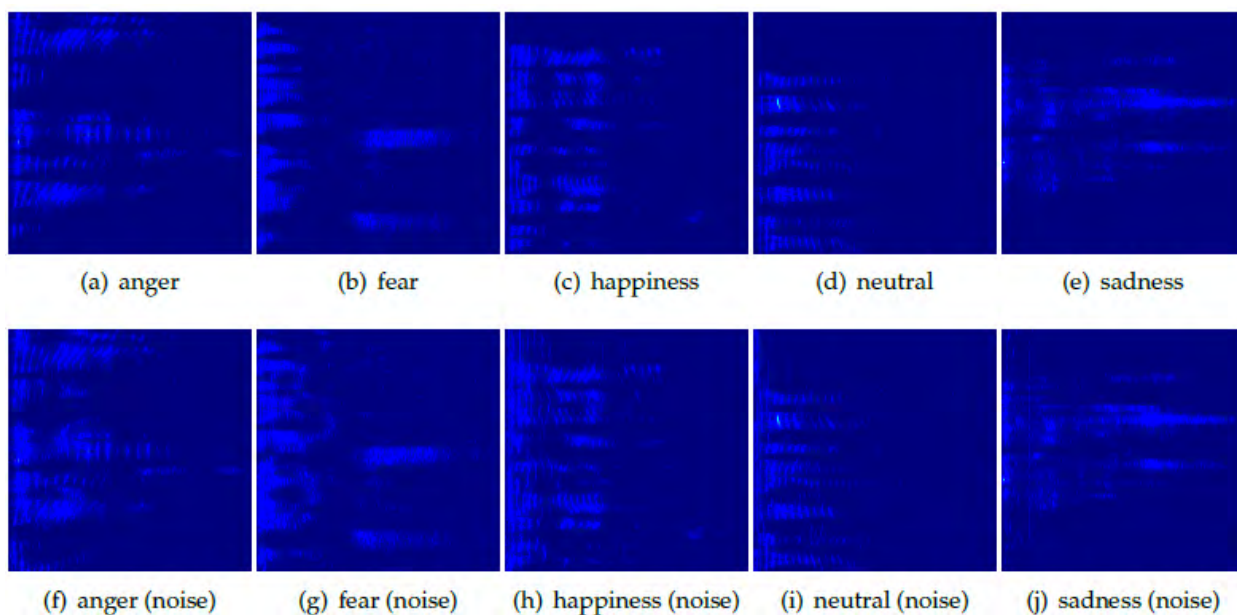 (a) anger (b) fear (c) happiness (d) neutral (e) sadness
(f) anger (noise) (g) fear (noise) (h) happiness (noise) (i) neutral (noise) (j) sadness (noise)